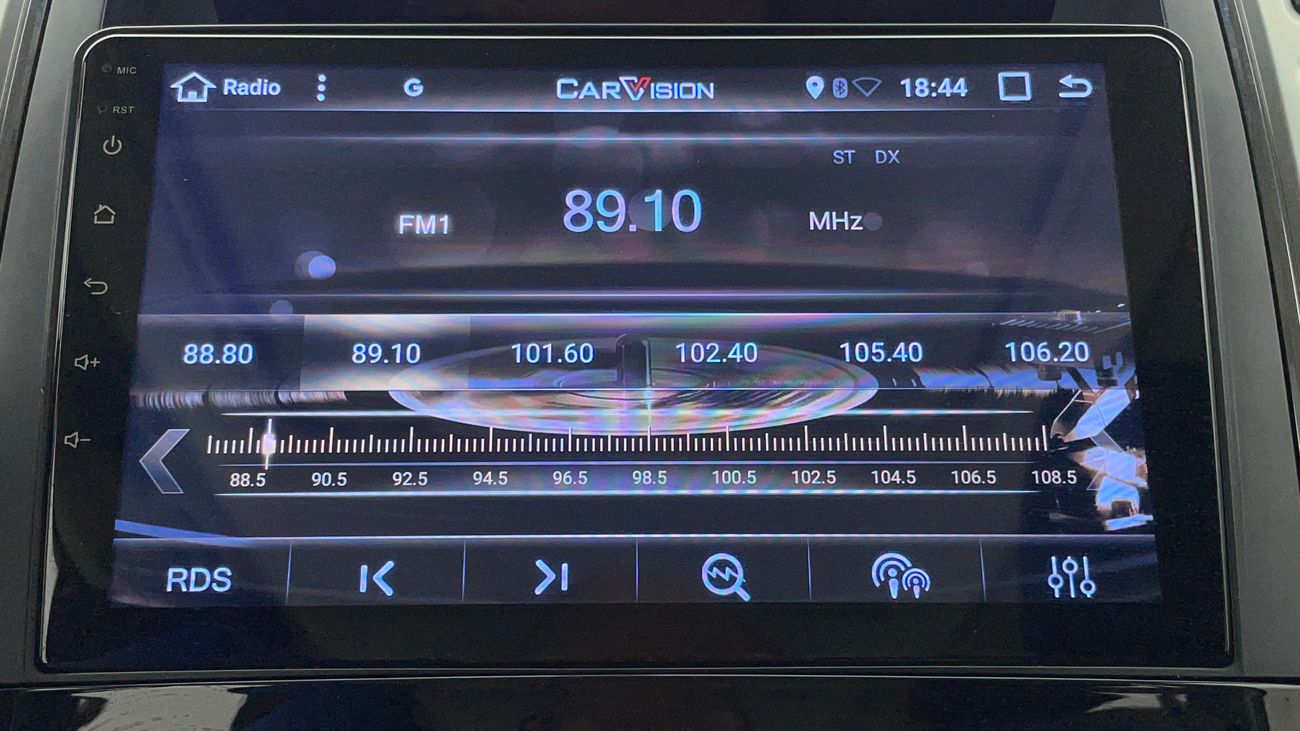 MIC
Radio G CARVISION 18:44
RST
ST DX
FM1 89.10 MHz
88.80 89.10 101.60 102.40 105.40 106.20
88.5 90.5 92.5 94.5 96.5 98.5 100.5 102.5 104.5 106.5 108.5
RDS